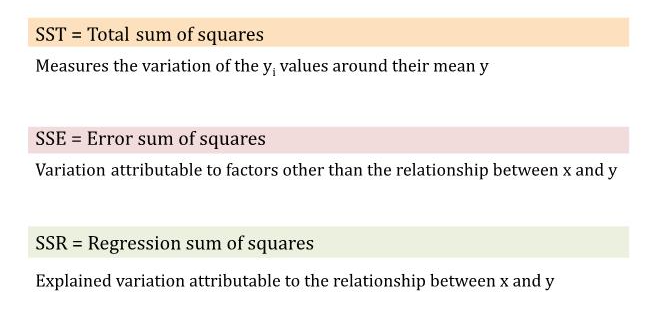 SST = Total sum of squares
Measures the variation of the yᵢ values around their mean y
SSE = Error sum of squares
Variation attributable to factors other than the relationship between x and y
SSR = Regression sum of squares
Explained variation attributable to the relationship between x and y